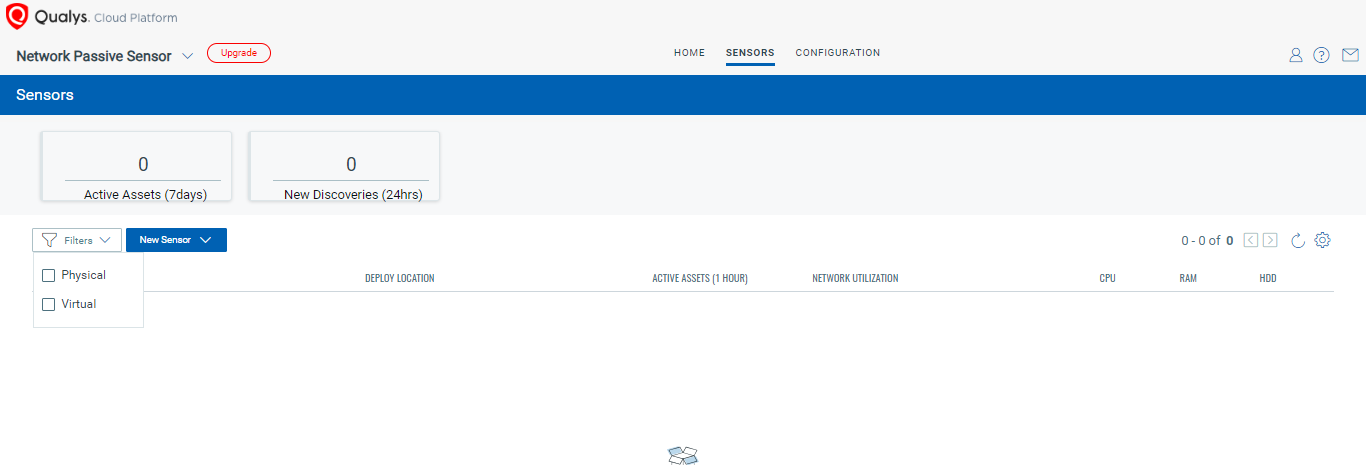 Qualys. Cloud Platform
Network Passive Sensor Upgrade HOME SENSORS CONFIGURATION
Sensors
0 0
Active Assets (7days) New Discoveries (24hrs)
Filters New Sensor 0 - 0 of 0
Physical
Virtual
DEPLOY LOCATION ACTIVE ASSETS (1 HOUR) NETWORK UTILIZATION CPU RAM HDD